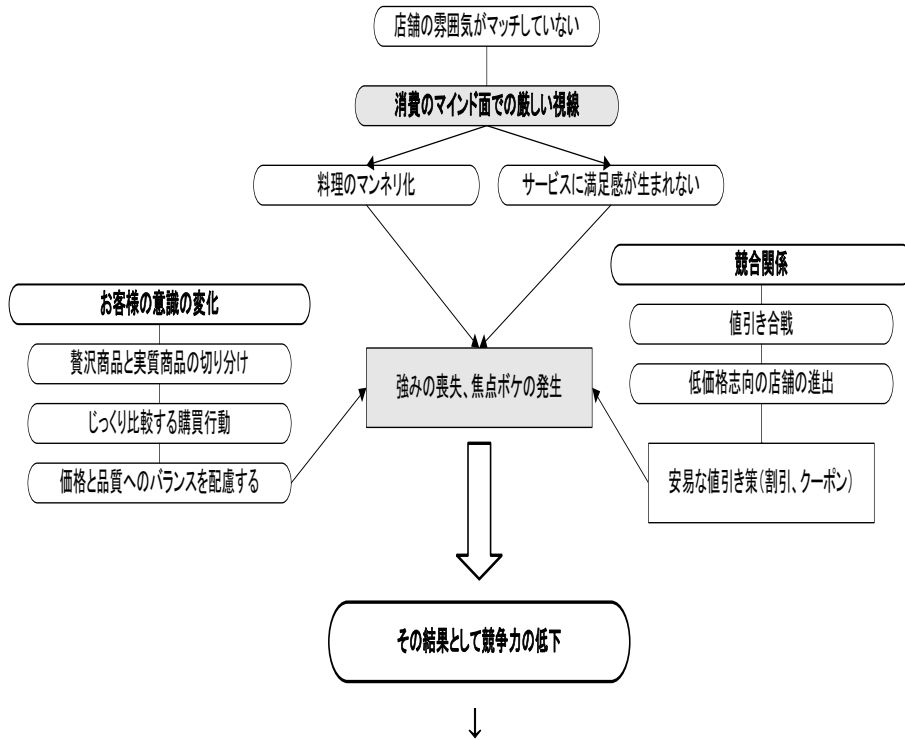 店舗の雰囲気がマッチしていない
消費のマインド面での厳しい視線
料理のマンネリ化
サービスに満足感が生まれない
競合関係
お客様の意識の変化
値引き合戦
贅沢商品と実質商品の切り分け
強みの喪失、焦点ボケの発生
低価格志向の店舗の進出
じっくり比較する購買行動
価格と品質へのバランスを配慮する
安易な値引き策(割引、クーポン)
その結果として競争力の低下
↓